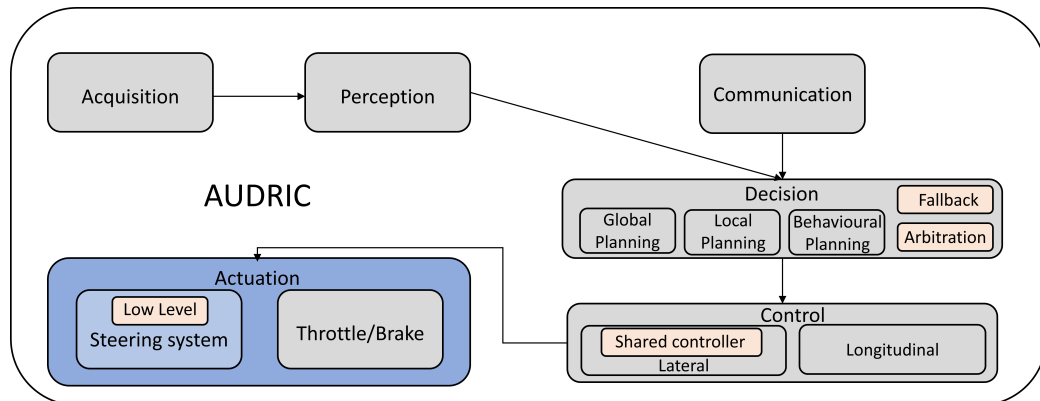 Acquisition
Perception
Communication
AUDRIC
Decision
Global
Planning
Local
Planning
Behavioural
Planning
Fallback
Arbitration
Actuation
Low Level
Steering system
Throttle/Brake
Control
Shared controller
Lateral
Longitudinal